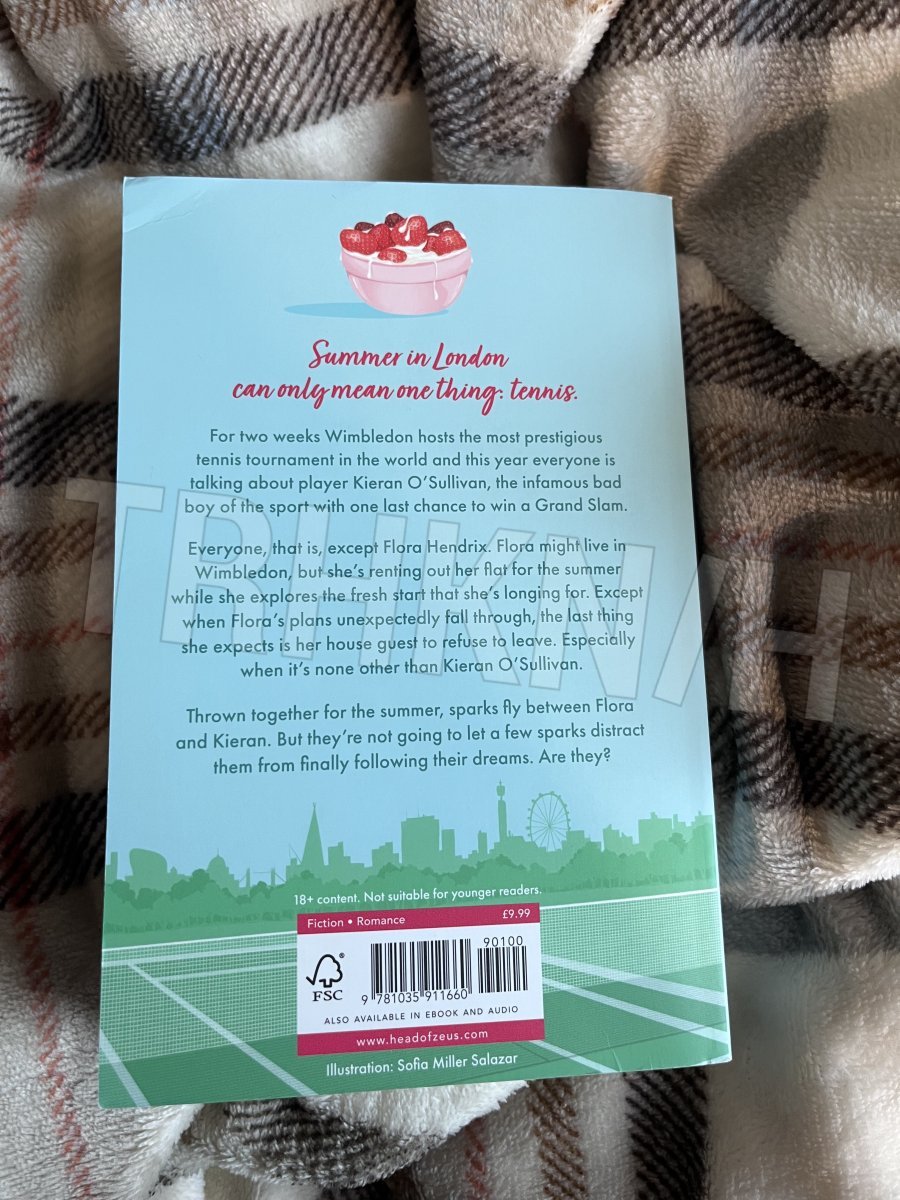 Summer in London
can only mean one thing: tennis.
For two weeks Wimbledon hosts the most prestigious
tennis tournament in the world and this year everyone is
talking about player Kieran O’Sullivan, the infamous bad
boy of the sport with one last chance to win a Grand Slam.
Everyone, that is, except Flora Hendrix. Flora might live in
Wimbledon, but she’s renting out her flat for the summer
while she explores the fresh start that she’s longing for. Except
when Flora’s plans unexpectedly fall through, the last thing
she expects is her house guest to refuse to leave. Especially
when it’s none other than Kieran O’Sullivan.
Thrown together for the summer, sparks fly between Flora
and Kieran. But they’re not going to let a few sparks distract
them from finally following their dreams. Are they?
18+ content. Not suitable for younger readers.
Fiction • Romance £9.99
90100
FSC
®
9 781035 911660
ALSO AVAILABLE IN EBOOK AND AUDIO
www.headofzeus.com
Illustration: Sofia Miller Salazar
TRHKN/H